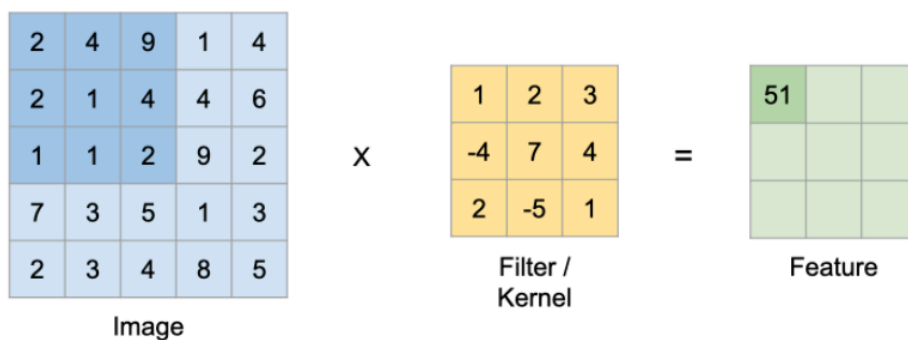 2 4 9 1 4
2 1 4 4 6
1 1 2 9 2
7 3 5 1 3
2 3 4 8 5
Image
x
1 2 3
-4 7 4
2 -5 1
Filter /
Kernel
=
51
Feature